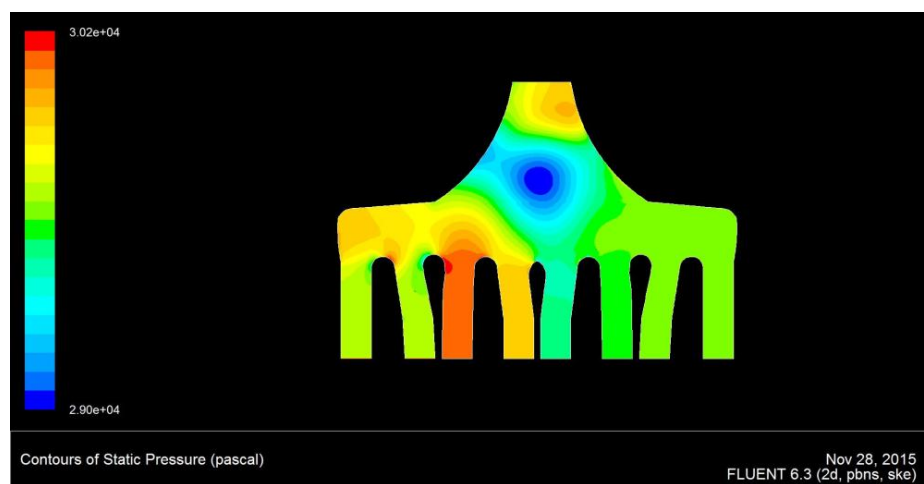 3.02e+04
2.90e+04
Contours of Static Pressure (pascal)
Nov 28, 2015
FLUENT 6.3 (2d, pbns, ske)